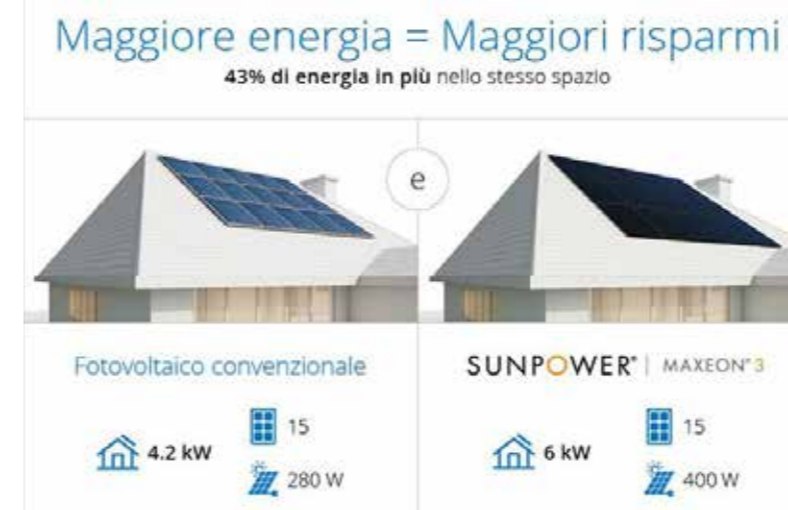 Maggiore energia = Maggiori risparmi
43% di energia in più nello stesso spazio
e
Fotovoltaico convenzionale
4.2 kW
15
280 W
SUNPOWER® | MAXEON® 3
6 kW
15
400 W